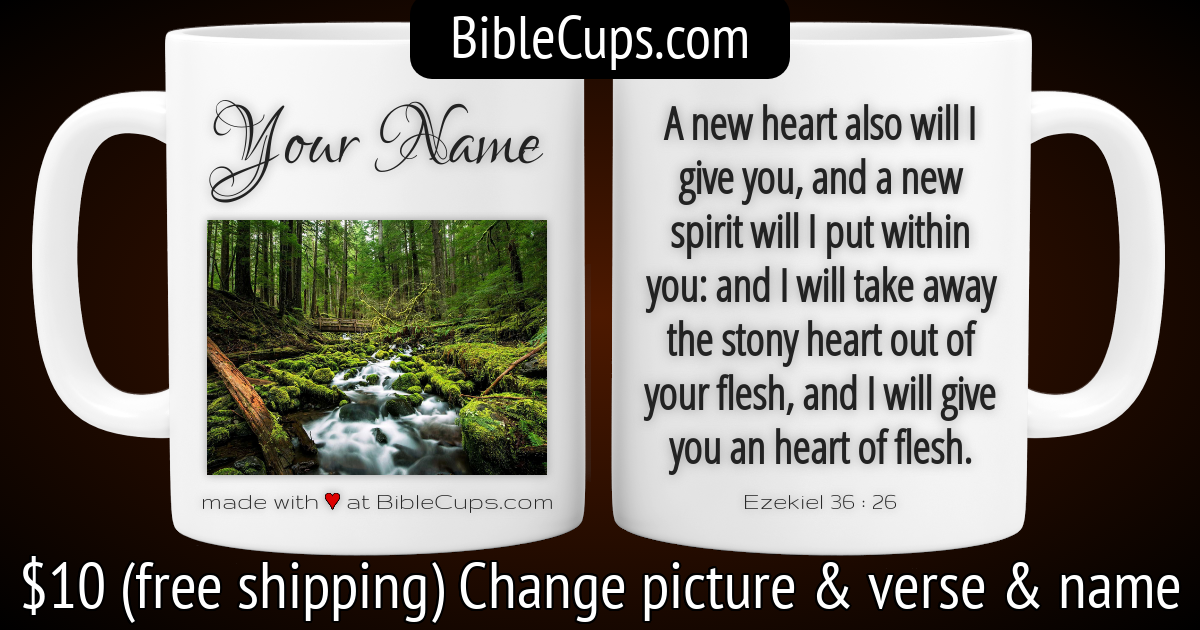 BibleCups.com
Your Name
made with ♥ at BibleCups.com
A new heart also will I
give you, and a new
spirit will I put within
you: and I will take away
the stony heart out of
your flesh, and I will give
you an heart of flesh.
Ezekiel 36 : 26
$10 (free shipping) Change picture & verse & name